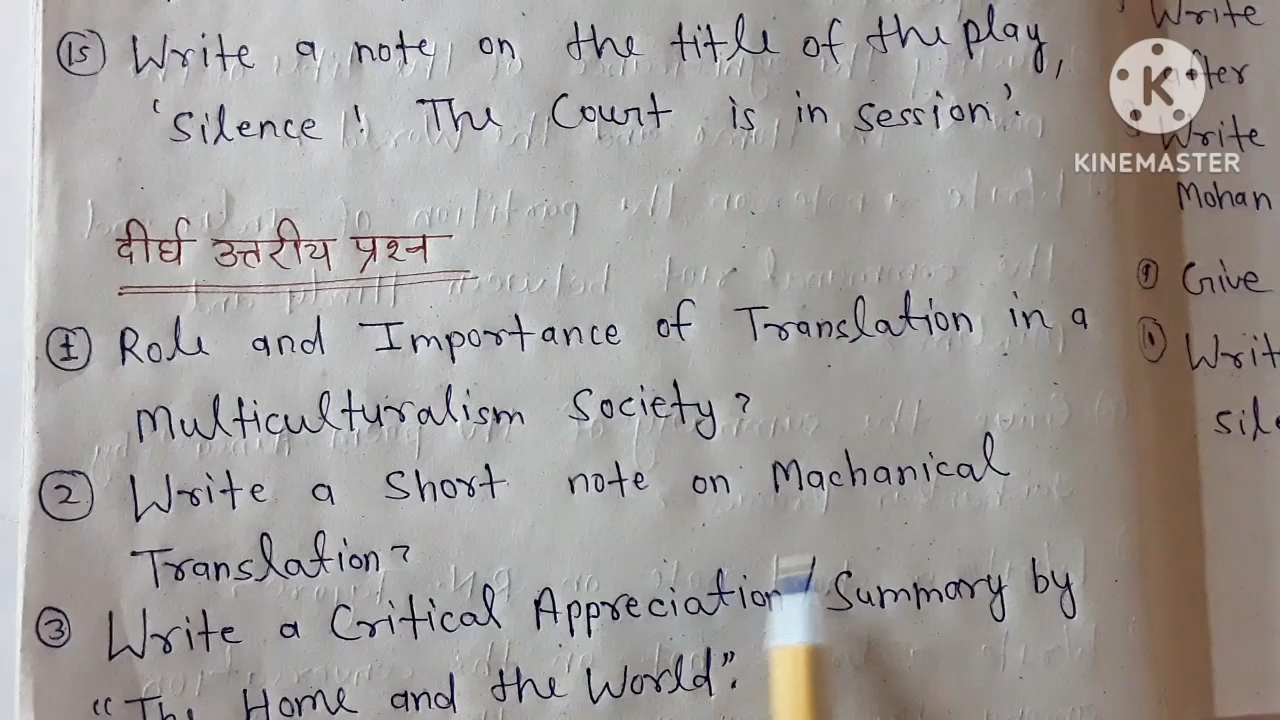 (15) Write a note on the title of the play,
'Silence! The Court is in session'.
दीर्घ उत्तरीय प्रश्न
(1) Role and Importance of Translation in a
Multiculturalism Society?
(2) Write a Short note on Machanical
Translation?
(3) Write a Critical Appreciation/Summary by
"The Home and the World".
Write
Write
Mohan
(9) Give
KINEMASTER